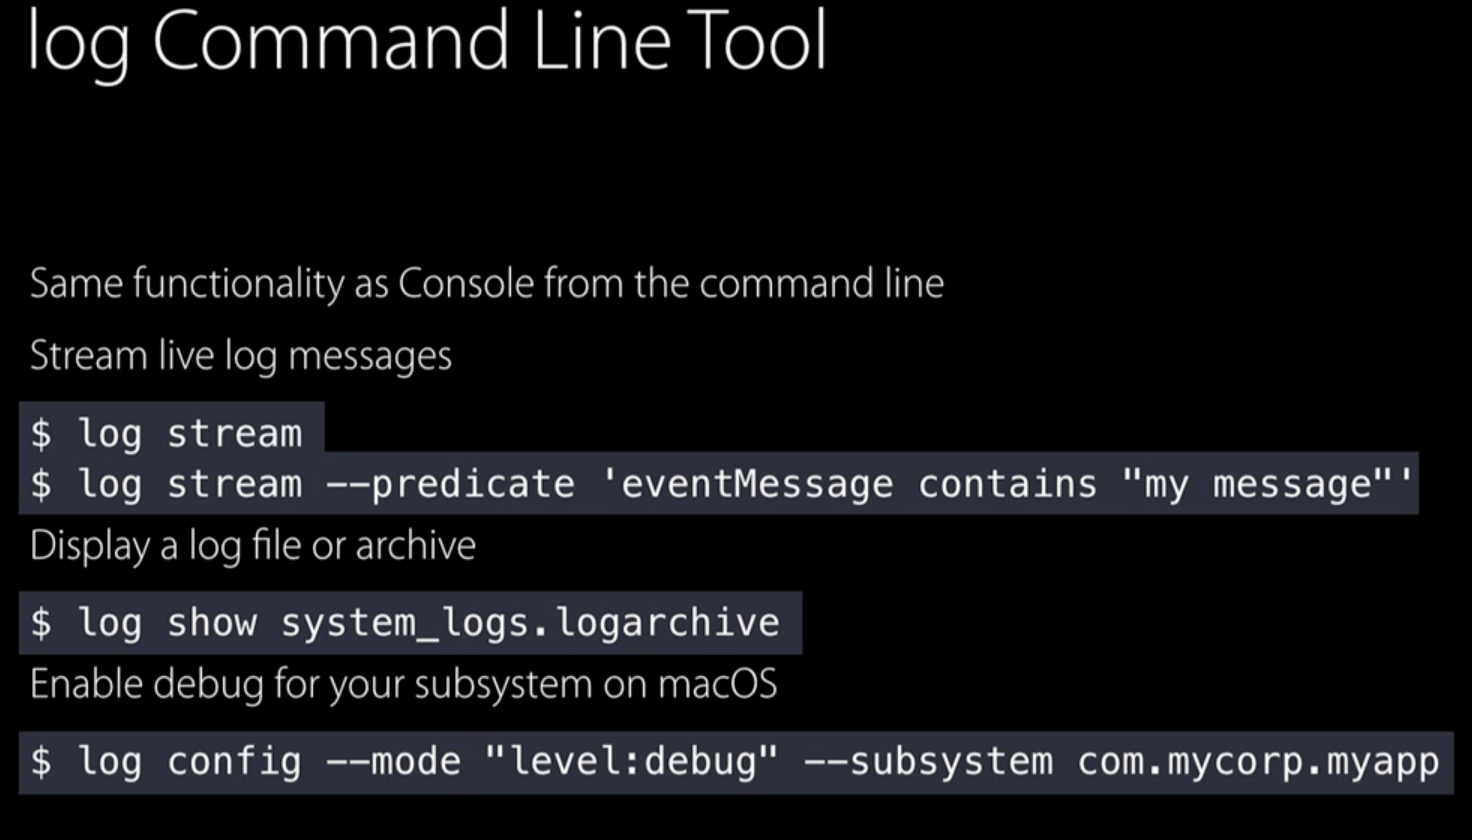 log Command Line Tool
Same functionality as Console from the command line
Stream live log messages
$ log stream
$ log stream --predicate 'eventMessage contains "my message"'
Display a log file or archive
$ log show system_logs.logarchive
Enable debug for your subsystem on macOS
$ log config --mode "level:debug" --subsystem com.mycorp.myapp